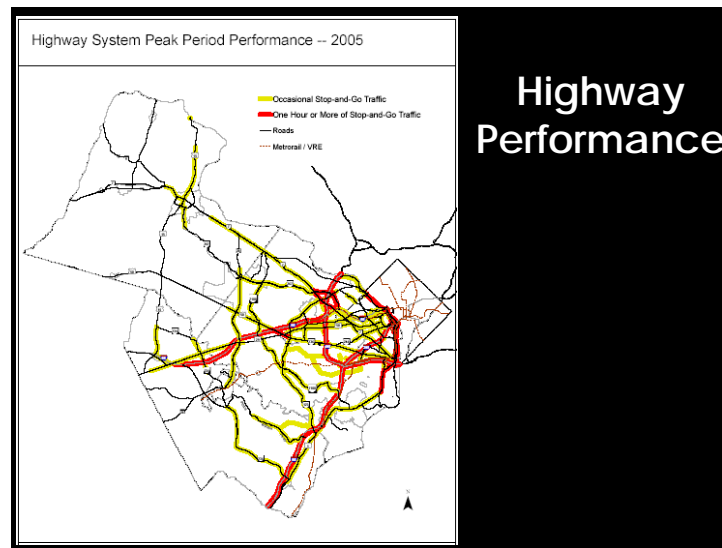 Highway System Peak Period Performance -- 2005
Occasional Stop-and-Go Traffic
One Hour or More of Stop-and-Go Traffic
Roads
Metrorail / VRE
Highway
Performance